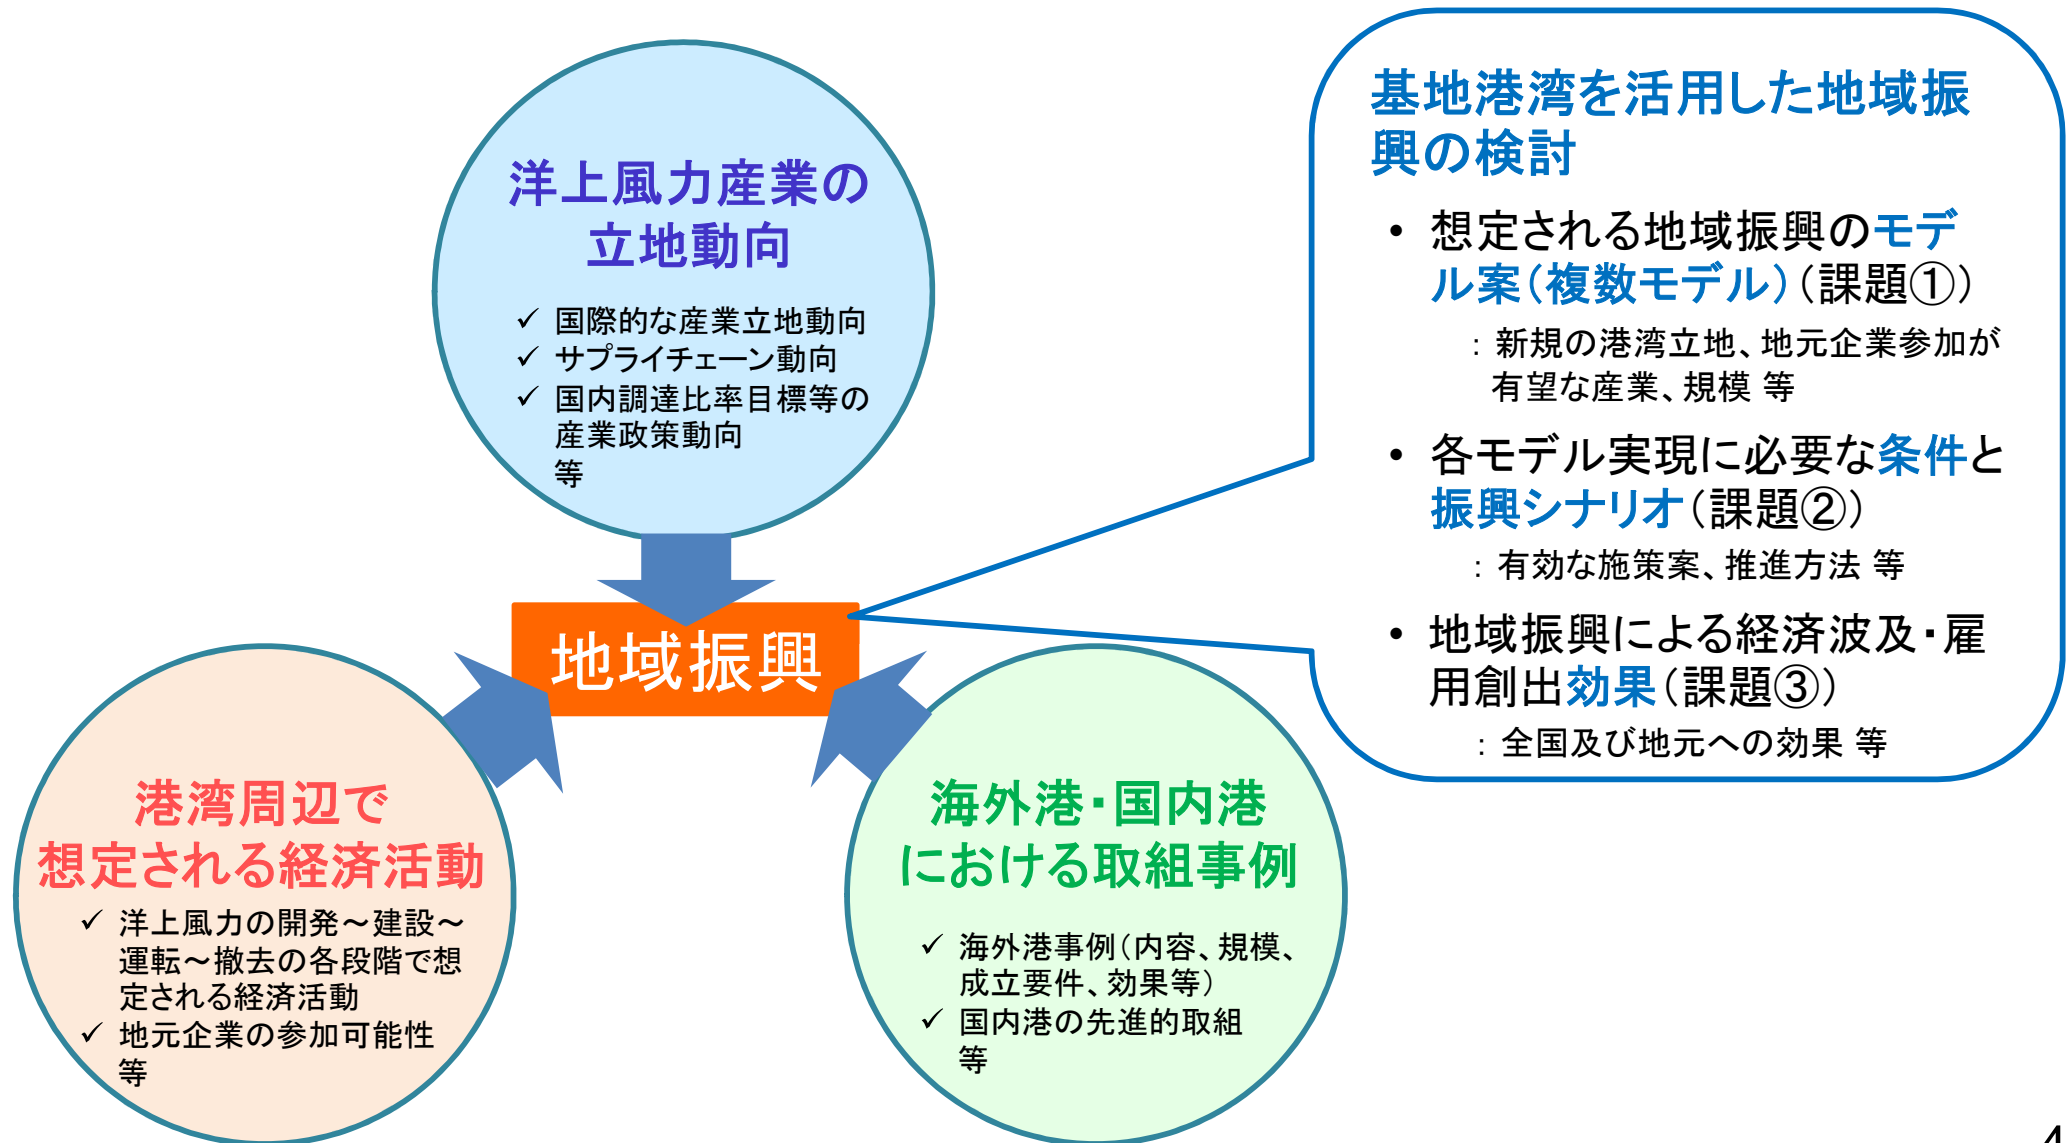 洋上風力産業の
立地動向
✓ 国際的な産業立地動向
✓ サプライチェーン動向
✓ 国内調達比率目標等の
産業政策動向
等
地域振興
港湾周辺で
想定される経済活動
✓ 洋上風力の開発～建設～
運転～撤去の各段階で想
定される経済活動
✓ 地元企業の参加可能性
等
海外港・国内港
における取組事例
✓ 海外港事例（内容、規模、
成立要件、効果等）
✓ 国内港の先進的取組
等
基地港湾を活用した地域振
興の検討
• 想定される地域振興のモデ
ル案（複数モデル）（課題①）
：新規の港湾立地、地元企業参加が
有望な産業、規模 等
• 各モデル実現に必要な条件と
振興シナリオ（課題②）
：有効な施策案、推進方法 等
• 地域振興による経済波及・雇
用創出効果（課題③）
：全国及び地元への効果 等
4